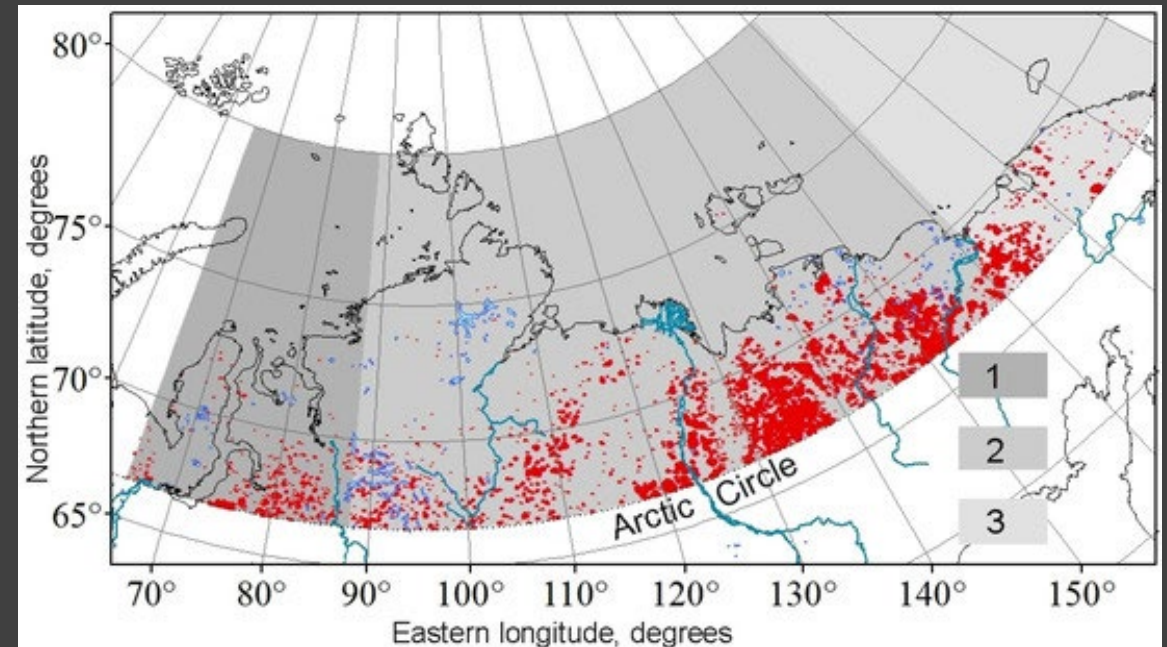 80°
75°
70°
65°
Northern latitude, degrees
1
2
3
Arctic Circle
70° 80° 90° 100° 110° 120° 130° 140° 150°
Eastern longitude, degrees